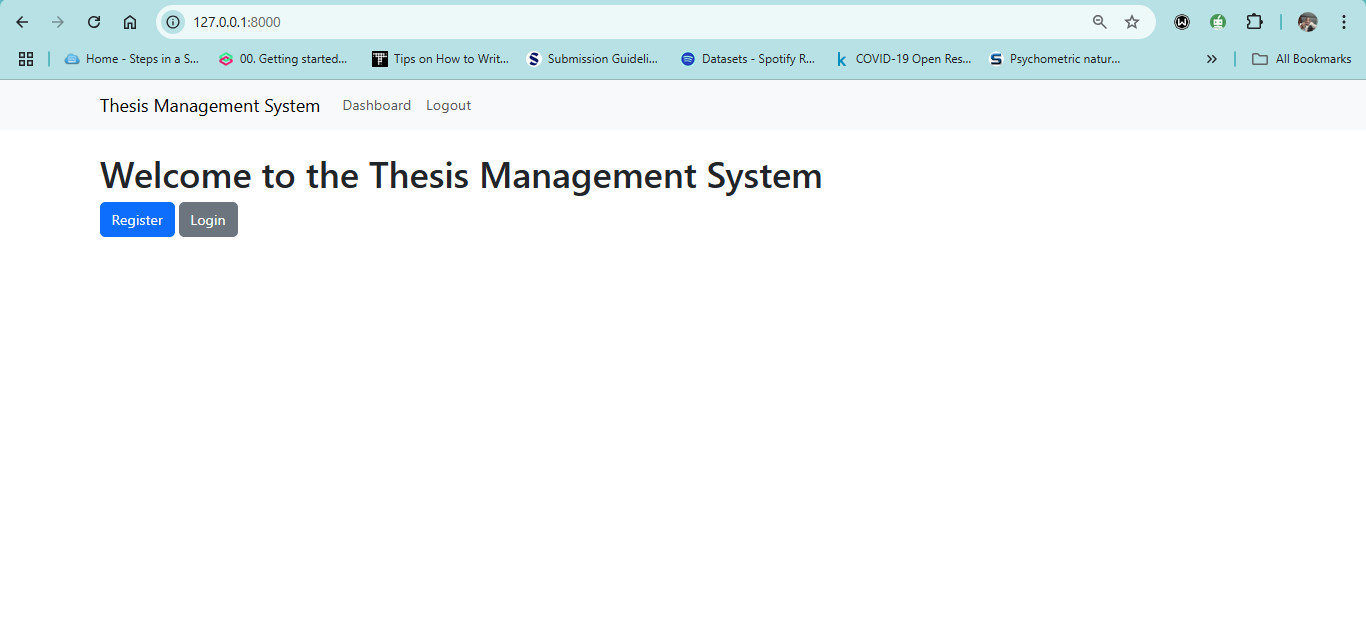 127.0.0.1:8000
Home - Steps in a S... 00. Getting started... Tips on How to Writ... Submission Guideli... Datasets - Spotify R... COVID-19 Open Res... Psychometric natur... » All Bookmarks
Thesis Management System Dashboard Logout
Welcome to the Thesis Management System
Register Login